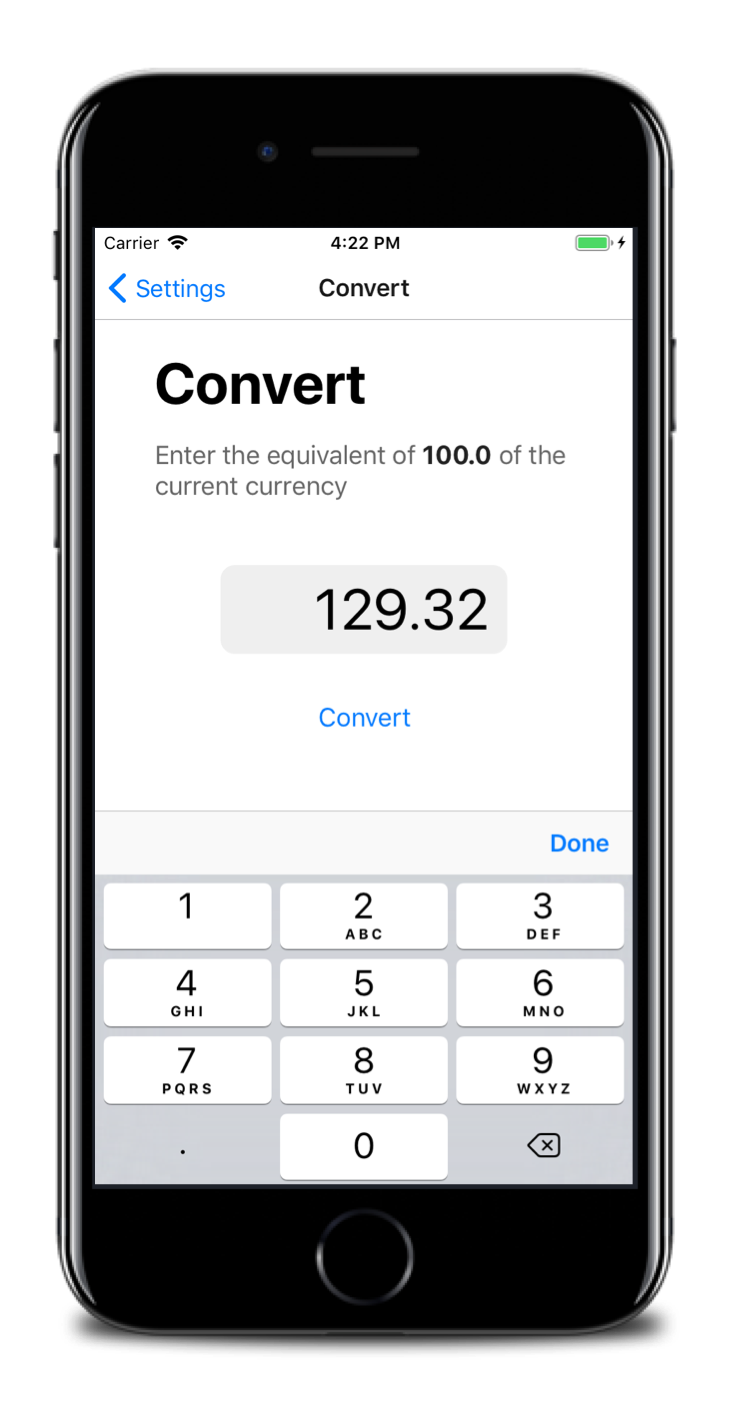 Carrier 4:22 PM
Settings Convert
Convert
Enter the equivalent of 100.0 of the
current currency
129.32
Convert
Done
1 2 3
ABC DEF
4 5 6
GHI JKL MNO
7 8 9
PQRS TUV WXYZ
. 0